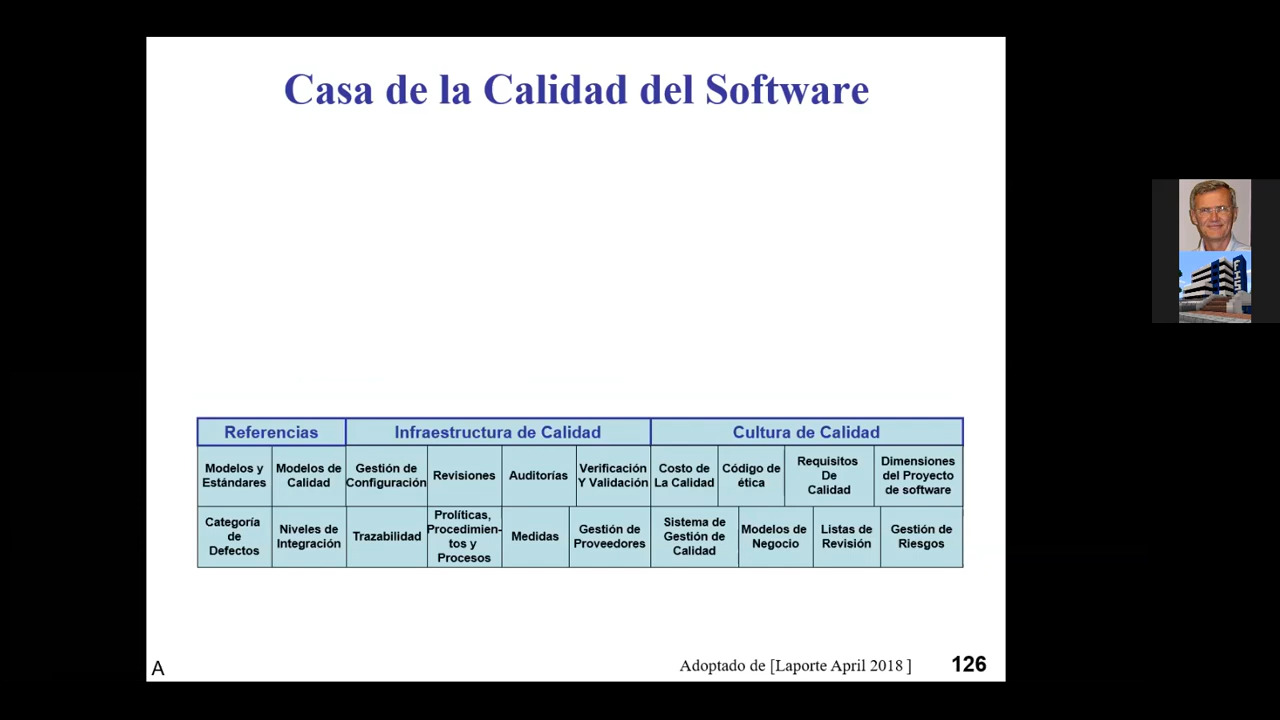 Casa de la Calidad del Software
Referencias
Infraestructura de Calidad
Cultura de Calidad
Modelos y
Estándares
Modelos de
Calidad
Gestión de
Configuración
Revisiones
Auditorías
Verificación
Y Validación
Costo de
La Calidad
Código de
ética
Requisitos
De
Calidad
Dimensiones
del Proyecto
de software
Categoría
de
Defectos
Niveles de
Integración
Trazabilidad
Prolíticas,
Procedimien-
tos y
Procesos
Medidas
Gestión de
Proveedores
Sistema de
Gestión de
Calidad
Modelos de
Negocio
Listas de
Revisión
Gestión de
Riesgos
A
Adoptado de [Laporte April 2018 ]
126